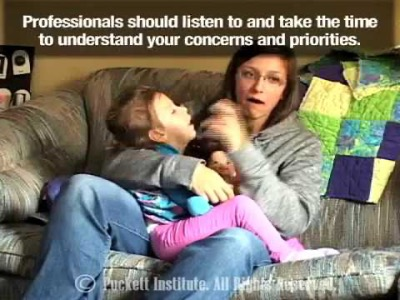 Professionals should listen to and take the time
to understand your concerns and priorities.
© Puckett Institute. All Rights Reserved.